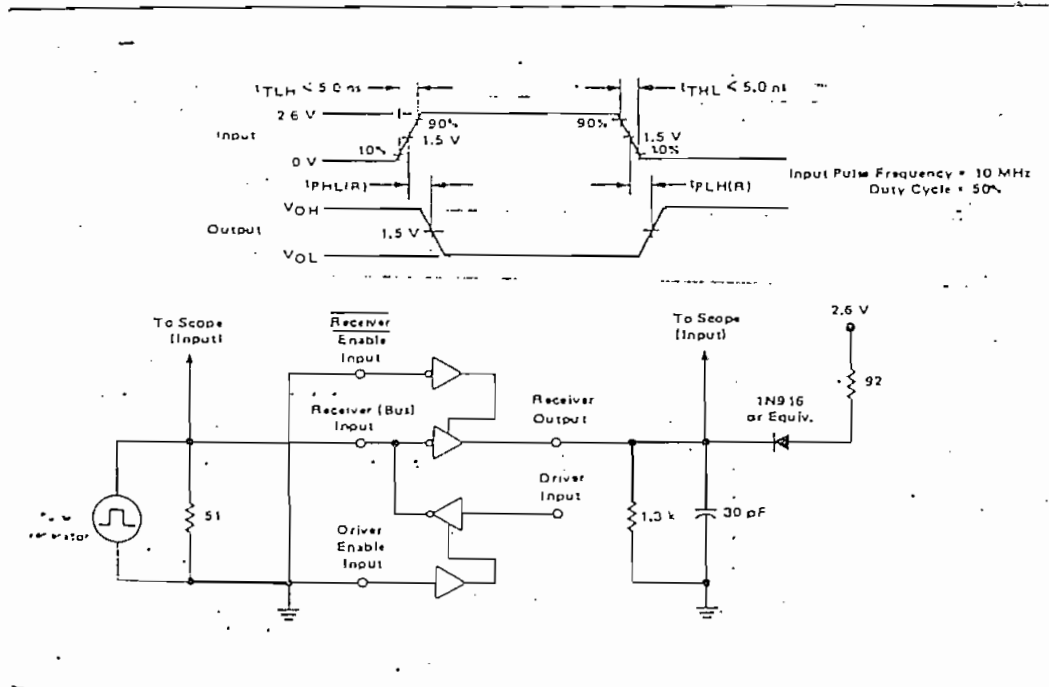 tTLH < 5.0 ns
tTHL < 5.0 ns
2.6 V
90%
90%
Input
1.5 V
1.5 V
10%
10%
0 V
Input Pulse Frequency = 10 MHz
Duty Cycle = 50%
tPHL(R)
tPLH(R)
VOH
Output
1.5 V
VOL
To Scope
(Input)
Receiver
Enable
Input
To Scope
(Input)
2.6 V
92
1N916
or Equiv.
Receiver (Bus)
Input
Receiver
Output
Driver
Input
51
1.3 k
30 pF
Driver
Enable
Input